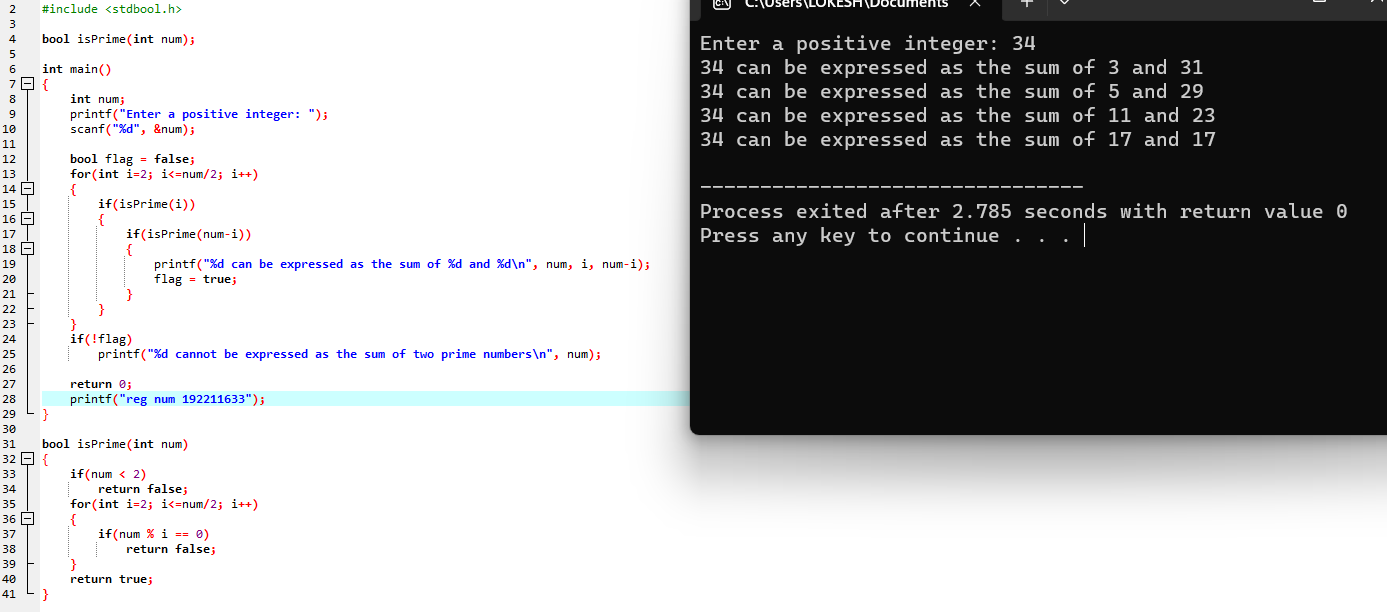 2 #include <stdbool.h>
3
4 bool isPrime(int num);
5
6 int main()
7 {
8 int num;
9 printf("Enter a positive integer: ");
10 scanf("%d", &num);
11
12 bool flag = false;
13 for(int i=2; i<=num/2; i++)
14 {
15 if(isPrime(i))
16 {
17 if(isPrime(num-i))
18 {
19 printf("%d can be expressed as the sum of %d and %d\n", num, i, num-i);
20 flag = true;
21 }
22 }
23 }
24 if(!flag)
25 printf("%d cannot be expressed as the sum of two prime numbers\n", num);
26
27 return 0;
28 printf("reg num 192211633");
29 }
30
31 bool isPrime(int num)
32 {
33 if(num < 2)
34 return false;
35 for(int i=2; i<=num/2; i++)
36 {
37 if(num % i == 0)
38 return false;
39 }
40 return true;
41 }
C:\Users\LOKESH\Documents
Enter a positive integer: 34
34 can be expressed as the sum of 3 and 31
34 can be expressed as the sum of 5 and 29
34 can be expressed as the sum of 11 and 23
34 can be expressed as the sum of 17 and 17
--------------------------------
Process exited after 2.785 seconds with return value 0
Press any key to continue . . .